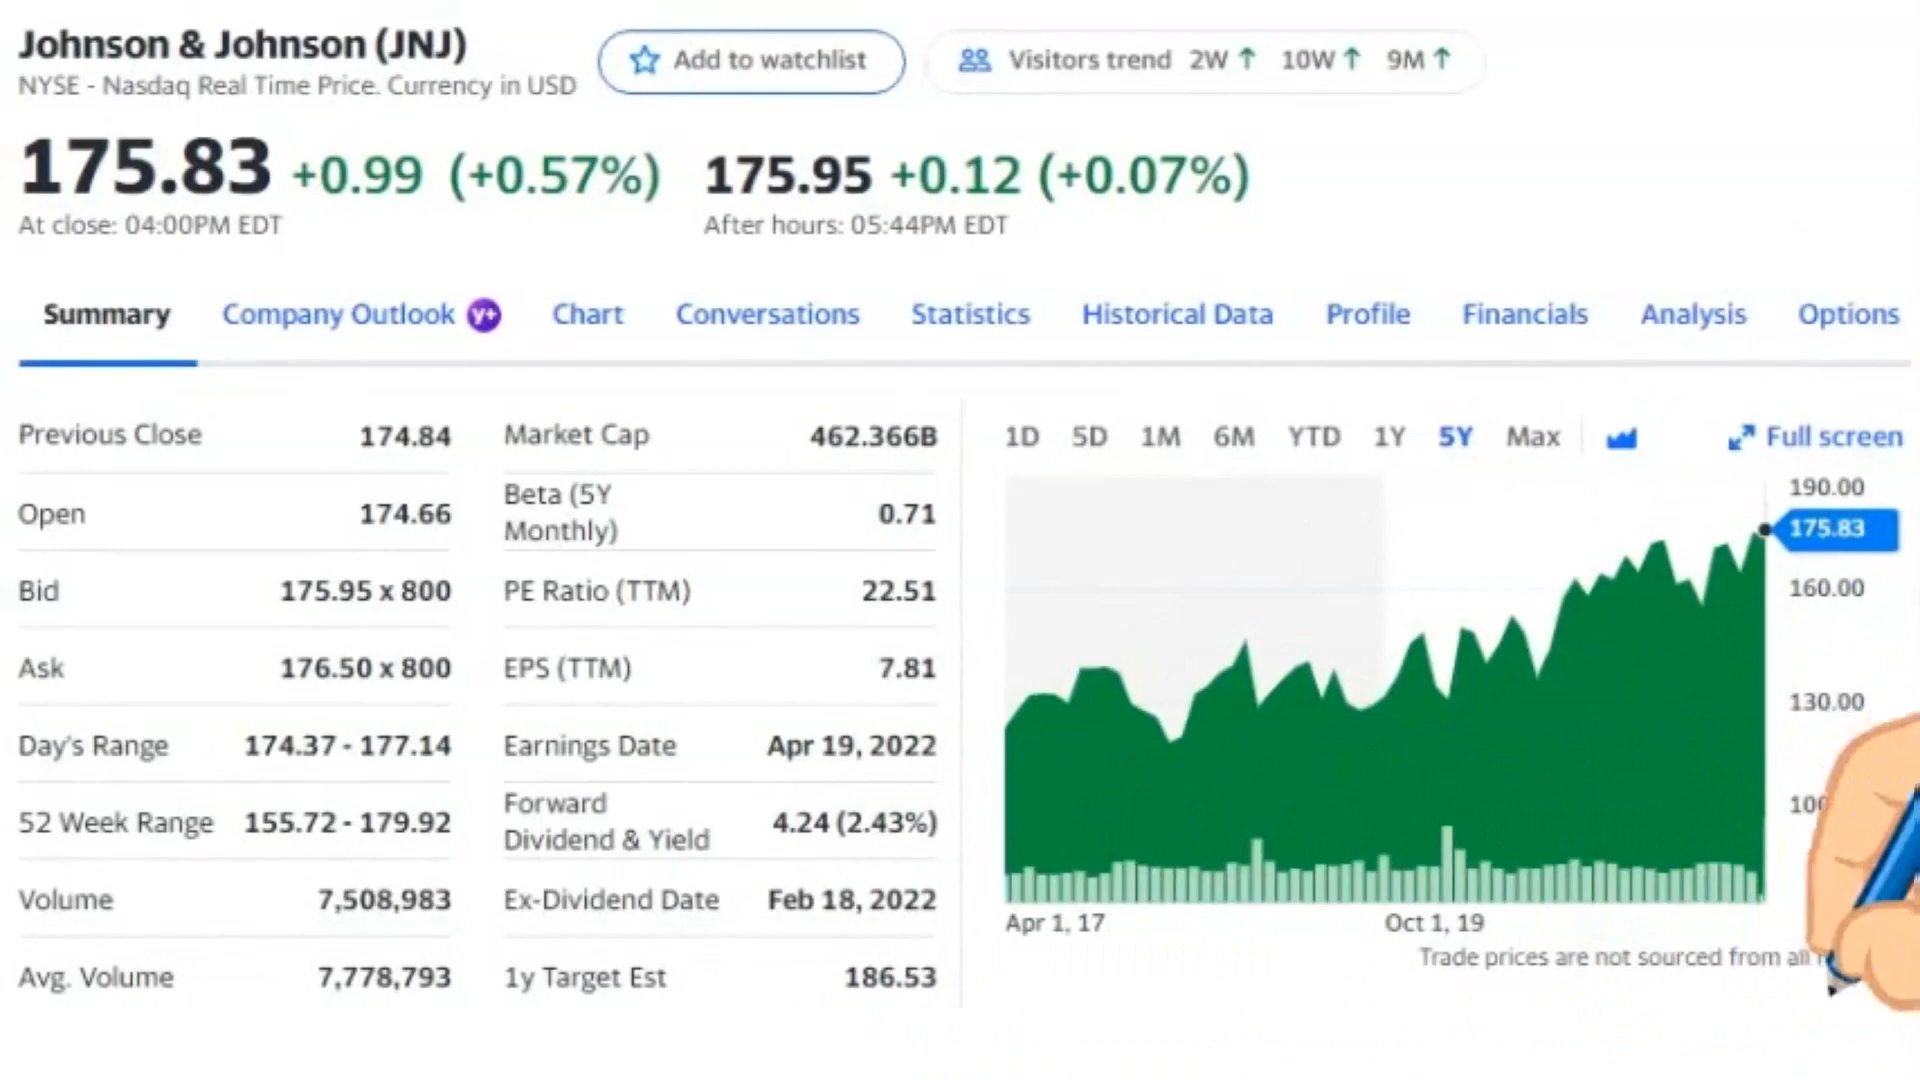 Johnson & Johnson (JNJ)
NYSE - Nasdaq Real Time Price. Currency in USD
Add to watchlist
Visitors trend 2W ↑ 10W ↑ 9M ↑
175.83 +0.99 (+0.57%)
At close: 04:00PM EDT
175.95 +0.12 (+0.07%)
After hours: 05:44PM EDT
Summary Company Outlook y+ Chart Conversations Statistics Historical Data Profile Financials Analysis Options
Previous Close 174.84
Open 174.66
Bid 175.95 x 800
Ask 176.50 x 800
Day's Range 174.37 - 177.14
52 Week Range 155.72 - 179.92
Volume 7,508,983
Avg. Volume 7,778,793
Market Cap 462.366B
Beta (5Y
Monthly) 0.71
PE Ratio (TTM) 22.51
EPS (TTM) 7.81
Earnings Date Apr 19, 2022
Forward
Dividend & Yield 4.24 (2.43%)
Ex-Dividend Date Feb 18, 2022
1y Target Est 186.53
1D 5D 1M 6M YTD 1Y 5Y Max Full screen
190.00
175.83
160.00
130.00
Apr 1, 17 Oct 1, 19
Trade prices are not sourced from all